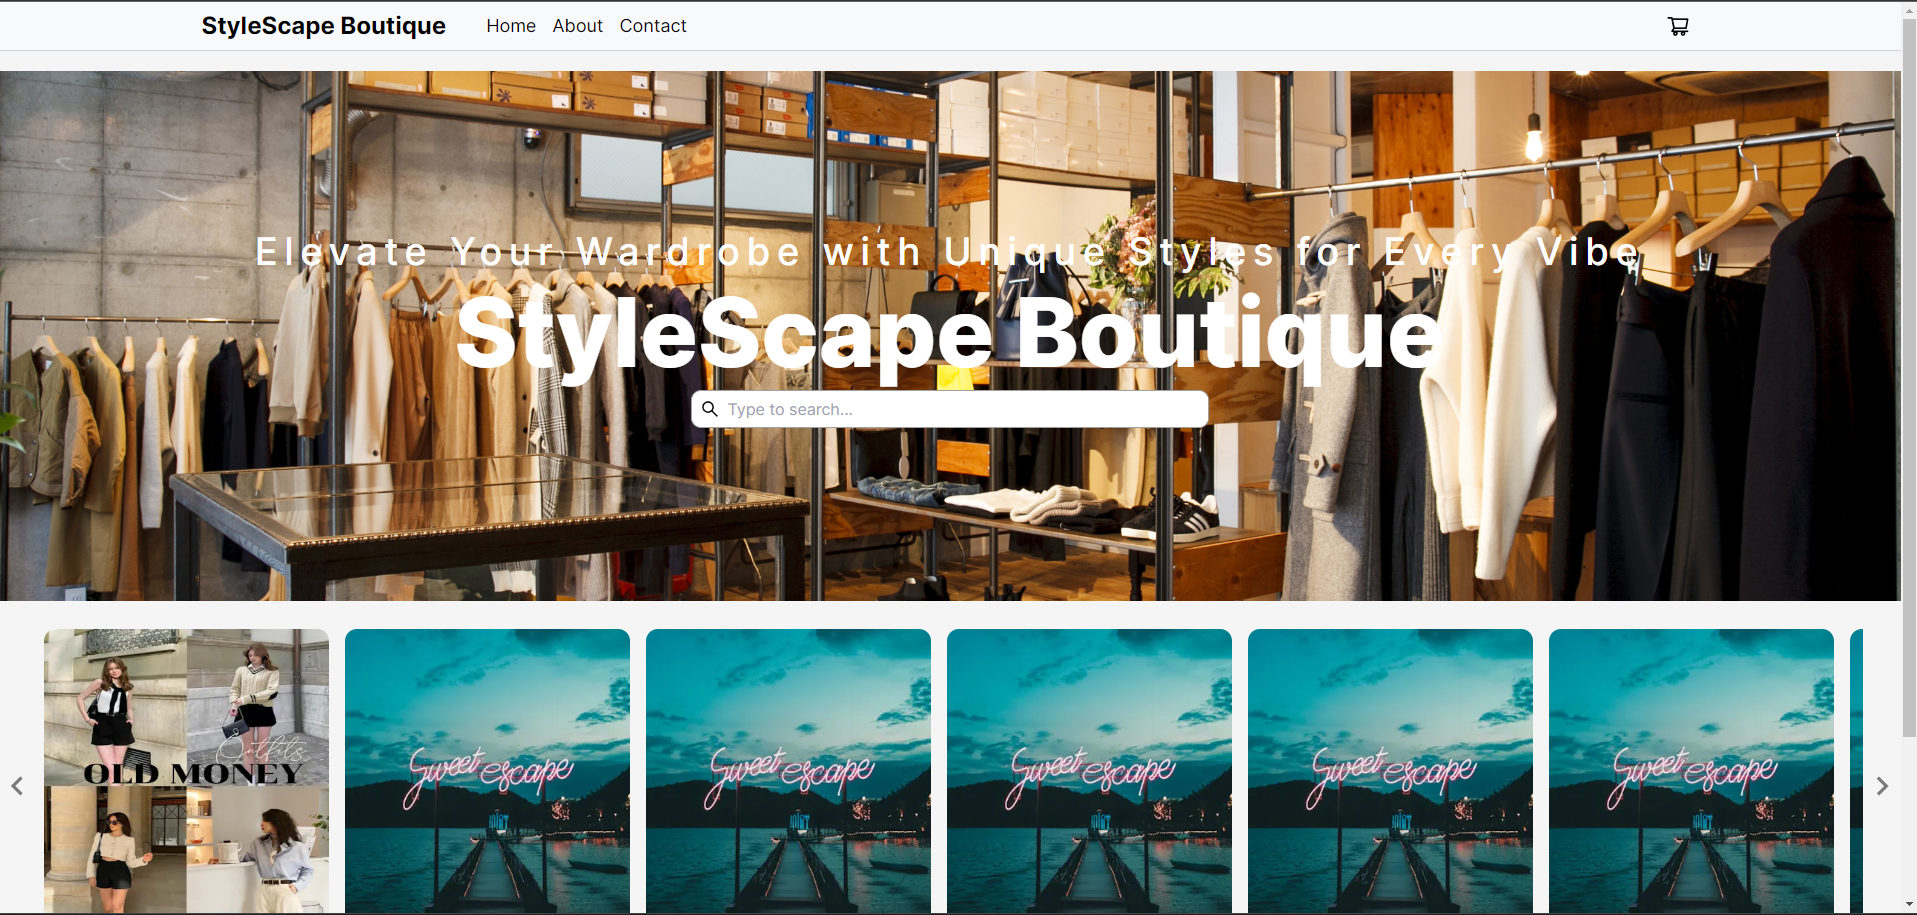 StyleScape Boutique Home About Contact
Elevate Your Wardrobe with Unique Styles for Every Vibe
StyleScape Boutique
Type to search...
Outfits
OLD MONEY
Sweet escape
Sweet escape
Sweet escape
Sweet escape
Sweet escape